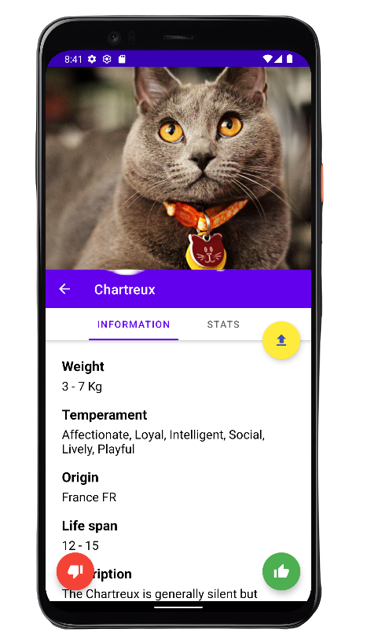 8:41
Chartreux
INFORMATION
STATS
Weight
3 - 7 Kg
Temperament
Affectionate, Loyal, Intelligent, Social,
Lively, Playful
Origin
France FR
Life span
12 - 15
ription
The Chartreux is generally silent but